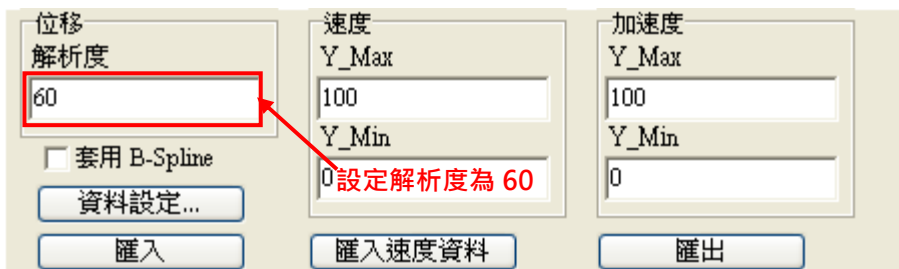 位移
解析度
60
套用 B-Spline
資料設定...
匯入
速度
Y_Max
100
Y_Min
0
設定解析度為 60
匯入速度資料
加速度
Y_Max
100
Y_Min
0
匯出